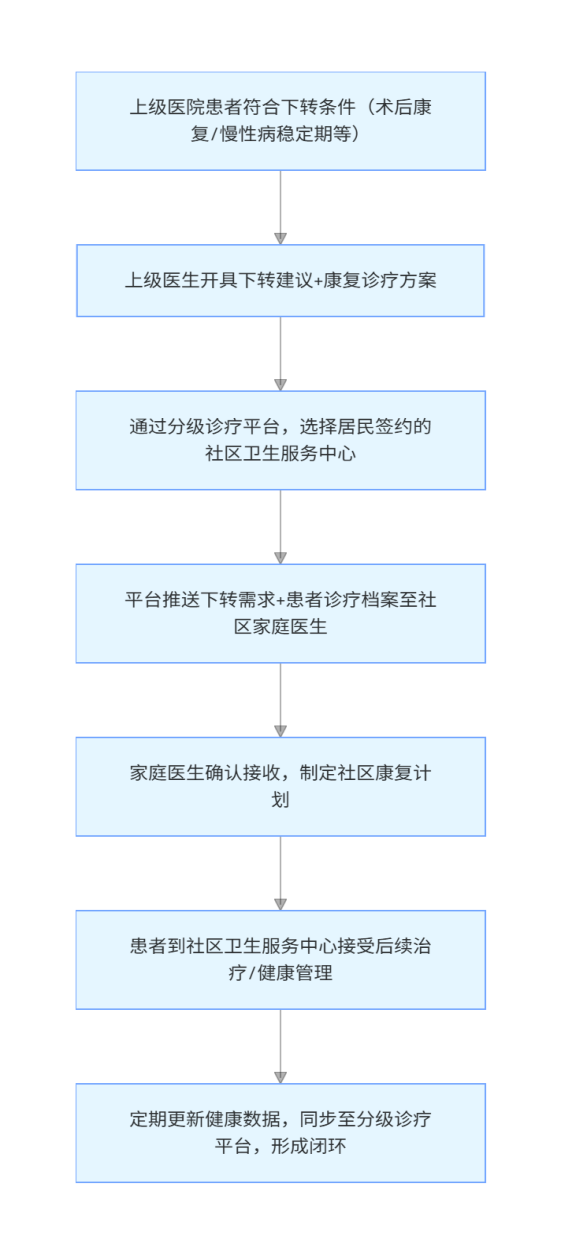 上级医院患者符合下转条件（术后康
复/慢性病稳定期等）
上级医生开具下转建议+康复诊疗方案
通过分级诊疗平台，选择居民签约的
社区卫生服务中心
平台推送下转需求+患者诊疗档案至社
区家庭医生
家庭医生确认接收，制定社区康复计
划
患者到社区卫生服务中心接受后续治
疗/健康管理
定期更新健康数据，同步至分级诊疗
平台，形成闭环